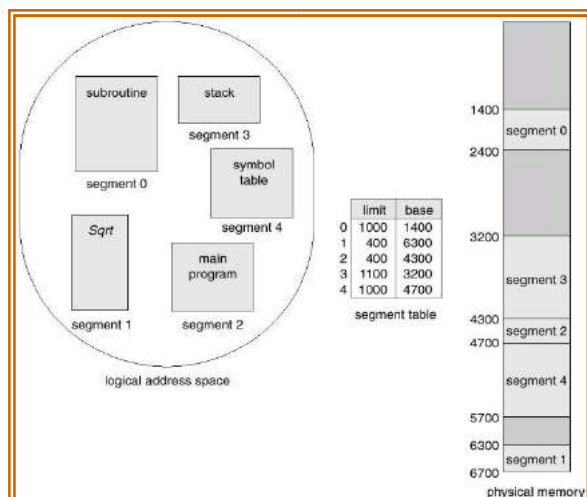 subroutine
segment 0
stack
segment 3
symbol
table
segment 4
Sqrt
segment 1
main
program
segment 2
logical address space
limit base
0 1000 1400
1 400 6300
2 400 4300
3 1100 3200
4 1000 4700
segment table
1400
segment 0
2400
3200
segment 3
4300
segment 2
4700
segment 4
5700
6300
segment 1
6700
physical memory